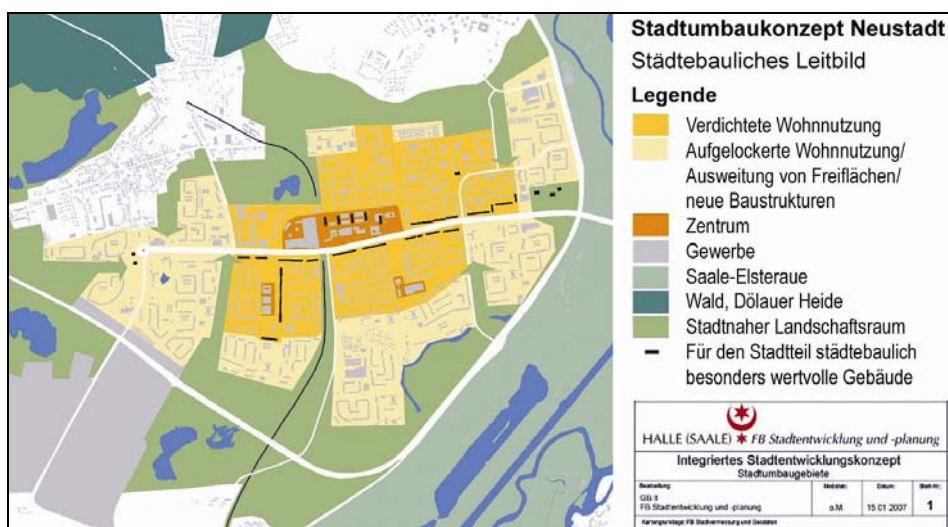 Stadtumbaukonzept Neustadt
Städtebauliches Leitbild
Legende
Verdichtete Wohnnutzung
Aufgelockerte Wohnnutzung/
Ausweitung von Freiflächen/
neue Baustrukturen
Zentrum
Gewerbe
Saale-Elsteraue
Wald, Dölauer Heide
Stadtnaher Landschaftsraum
Für den Stadtteil städtebaulich
besonders wertvolle Gebäude
HALLE (SAALE) FB Stadtentwicklung und -planung
Integriertes Stadtentwicklungskonzept
Stadtumbaugebiete
Bearbeitung: Maßstab: Datum: Blatt-Nr.:
GB II
FB Stadtentwicklung und -planung o.M. 15.01.2007 1
Kartengrundlage: FB Stadtvermessung und Geodaten